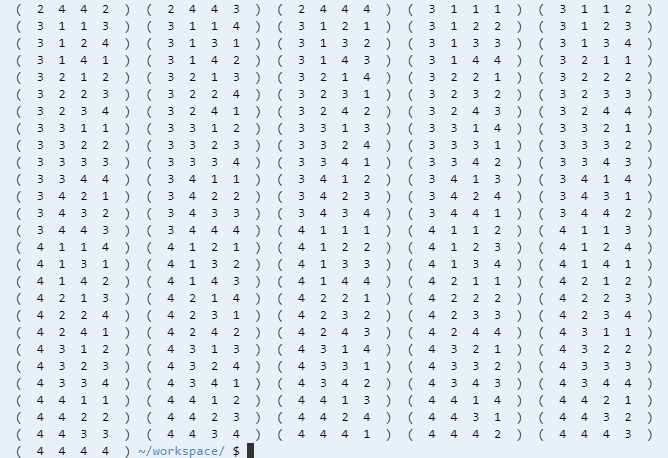 ( 2 4 4 2 ) ( 2 4 4 3 ) ( 2 4 4 4 ) ( 3 1 1 1 ) ( 3 1 1 2 )
( 3 1 1 3 ) ( 3 1 1 4 ) ( 3 1 2 1 ) ( 3 1 2 2 ) ( 3 1 2 3 )
( 3 1 2 4 ) ( 3 1 3 1 ) ( 3 1 3 2 ) ( 3 1 3 3 ) ( 3 1 3 4 )
( 3 1 4 1 ) ( 3 1 4 2 ) ( 3 1 4 3 ) ( 3 1 4 4 ) ( 3 2 1 1 )
( 3 2 1 2 ) ( 3 2 1 3 ) ( 3 2 1 4 ) ( 3 2 2 1 ) ( 3 2 2 2 )
( 3 2 2 3 ) ( 3 2 2 4 ) ( 3 2 3 1 ) ( 3 2 3 2 ) ( 3 2 3 3 )
( 3 2 3 4 ) ( 3 2 4 1 ) ( 3 2 4 2 ) ( 3 2 4 3 ) ( 3 2 4 4 )
( 3 3 1 1 ) ( 3 3 1 2 ) ( 3 3 1 3 ) ( 3 3 1 4 ) ( 3 3 2 1 )
( 3 3 2 2 ) ( 3 3 2 3 ) ( 3 3 2 4 ) ( 3 3 3 1 ) ( 3 3 3 2 )
( 3 3 3 3 ) ( 3 3 3 4 ) ( 3 3 4 1 ) ( 3 3 4 2 ) ( 3 3 4 3 )
( 3 3 4 4 ) ( 3 4 1 1 ) ( 3 4 1 2 ) ( 3 4 1 3 ) ( 3 4 1 4 )
( 3 4 2 1 ) ( 3 4 2 2 ) ( 3 4 2 3 ) ( 3 4 2 4 ) ( 3 4 3 1 )
( 3 4 3 2 ) ( 3 4 3 3 ) ( 3 4 3 4 ) ( 3 4 4 1 ) ( 3 4 4 2 )
( 3 4 4 3 ) ( 3 4 4 4 ) ( 4 1 1 1 ) ( 4 1 1 2 ) ( 4 1 1 3 )
( 4 1 1 4 ) ( 4 1 2 1 ) ( 4 1 2 2 ) ( 4 1 2 3 ) ( 4 1 2 4 )
( 4 1 3 1 ) ( 4 1 3 2 ) ( 4 1 3 3 ) ( 4 1 3 4 ) ( 4 1 4 1 )
( 4 1 4 2 ) ( 4 1 4 3 ) ( 4 1 4 4 ) ( 4 2 1 1 ) ( 4 2 1 2 )
( 4 2 1 3 ) ( 4 2 1 4 ) ( 4 2 2 1 ) ( 4 2 2 2 ) ( 4 2 2 3 )
( 4 2 2 4 ) ( 4 2 3 1 ) ( 4 2 3 2 ) ( 4 2 3 3 ) ( 4 2 3 4 )
( 4 2 4 1 ) ( 4 2 4 2 ) ( 4 2 4 3 ) ( 4 2 4 4 ) ( 4 3 1 1 )
( 4 3 1 2 ) ( 4 3 1 3 ) ( 4 3 1 4 ) ( 4 3 2 1 ) ( 4 3 2 2 )
( 4 3 2 3 ) ( 4 3 2 4 ) ( 4 3 3 1 ) ( 4 3 3 2 ) ( 4 3 3 3 )
( 4 3 3 4 ) ( 4 3 4 1 ) ( 4 3 4 2 ) ( 4 3 4 3 ) ( 4 3 4 4 )
( 4 4 1 1 ) ( 4 4 1 2 ) ( 4 4 1 3 ) ( 4 4 1 4 ) ( 4 4 2 1 )
( 4 4 2 2 ) ( 4 4 2 3 ) ( 4 4 2 4 ) ( 4 4 3 1 ) ( 4 4 3 2 )
( 4 4 3 3 ) ( 4 4 3 4 ) ( 4 4 4 1 ) ( 4 4 4 2 ) ( 4 4 4 3 )
( 4 4 4 4 ) ~/workspace/ $